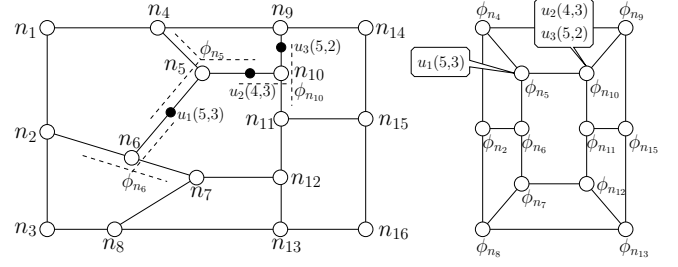 n₁
n₄
n₉
n₁₄
u₃(5,2)
ϕₙ₅
n₅
n₁₀
u₂(4,3)
ϕₙ₁₀
u₁(5,3)
n₁₁
n₁₅
n₂
n₆
ϕₙ₆
n₇
n₁₂
n₃
n₈
n₁₃
n₁₆
ϕₙ₄
u₂(4,3)
u₃(5,2)
ϕₙ₉
u₁(5,3)
ϕₙ₅
ϕₙ₁₀
ϕₙ₂
ϕₙ₆
ϕₙ₁₁
ϕₙ₁₅
ϕₙ₇
ϕₙ₁₂
ϕₙ₈
ϕₙ₁₃